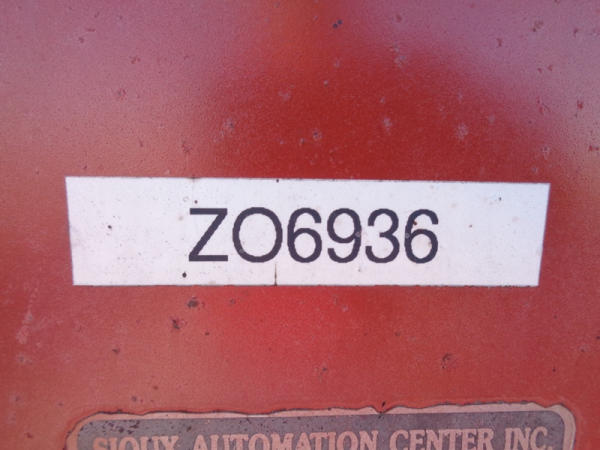 ZO6936
SIOUX AUTOMATION CENTER INC.